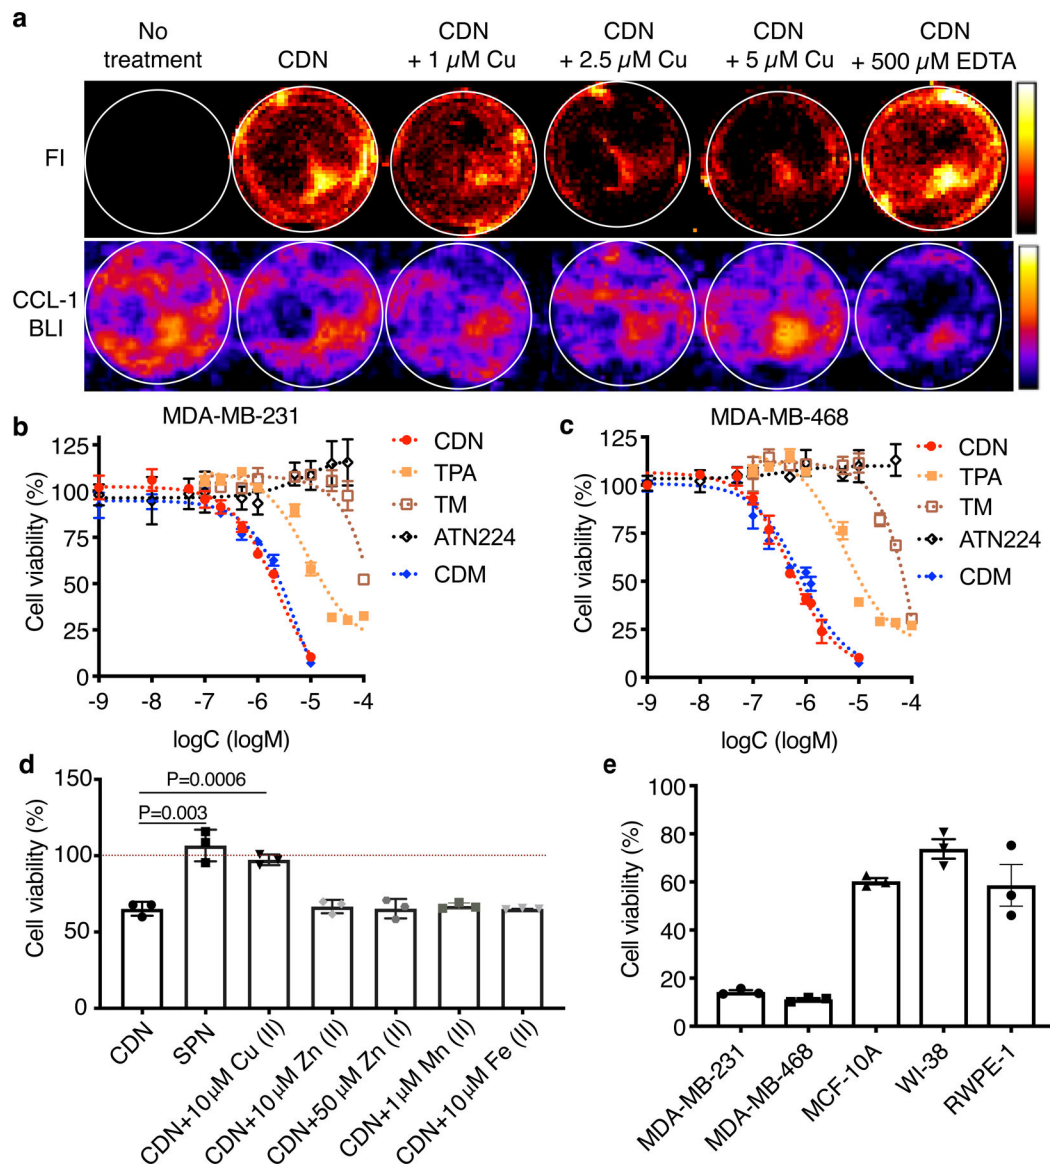 a
No treatment
CDN
CDN + 1 µM Cu
CDN + 2.5 µM Cu
CDN + 5 µM Cu
CDN + 500 µM EDTA
FI
CCL-1 BLI
b
MDA-MB-231
Cell viability (%)
125
100
75
50
25
0
-9
-8
-7
-6
-5
-4
logC (logM)
CDN
TPA
TM
ATN224
CDM
c
MDA-MB-468
Cell viability (%)
125
100
75
50
25
0
-9
-8
-7
-6
-5
-4
logC (logM)
CDN
TPA
TM
ATN224
CDM
d
Cell viability (%)
150
100
50
0
P=0.0006
P=0.003
CDN
SPN
CDN+10µM Cu (II)
CDN+10 µM Zn (II)
CDN+50 µM Zn (II)
CDN+1 µM Mn (II)
CDN+10µM Fe (II)
e
Cell viability (%)
100
80
60
40
20
0
MDA-MB-231
MDA-MB-468
MCF-10A
WI-38
RWPE-1